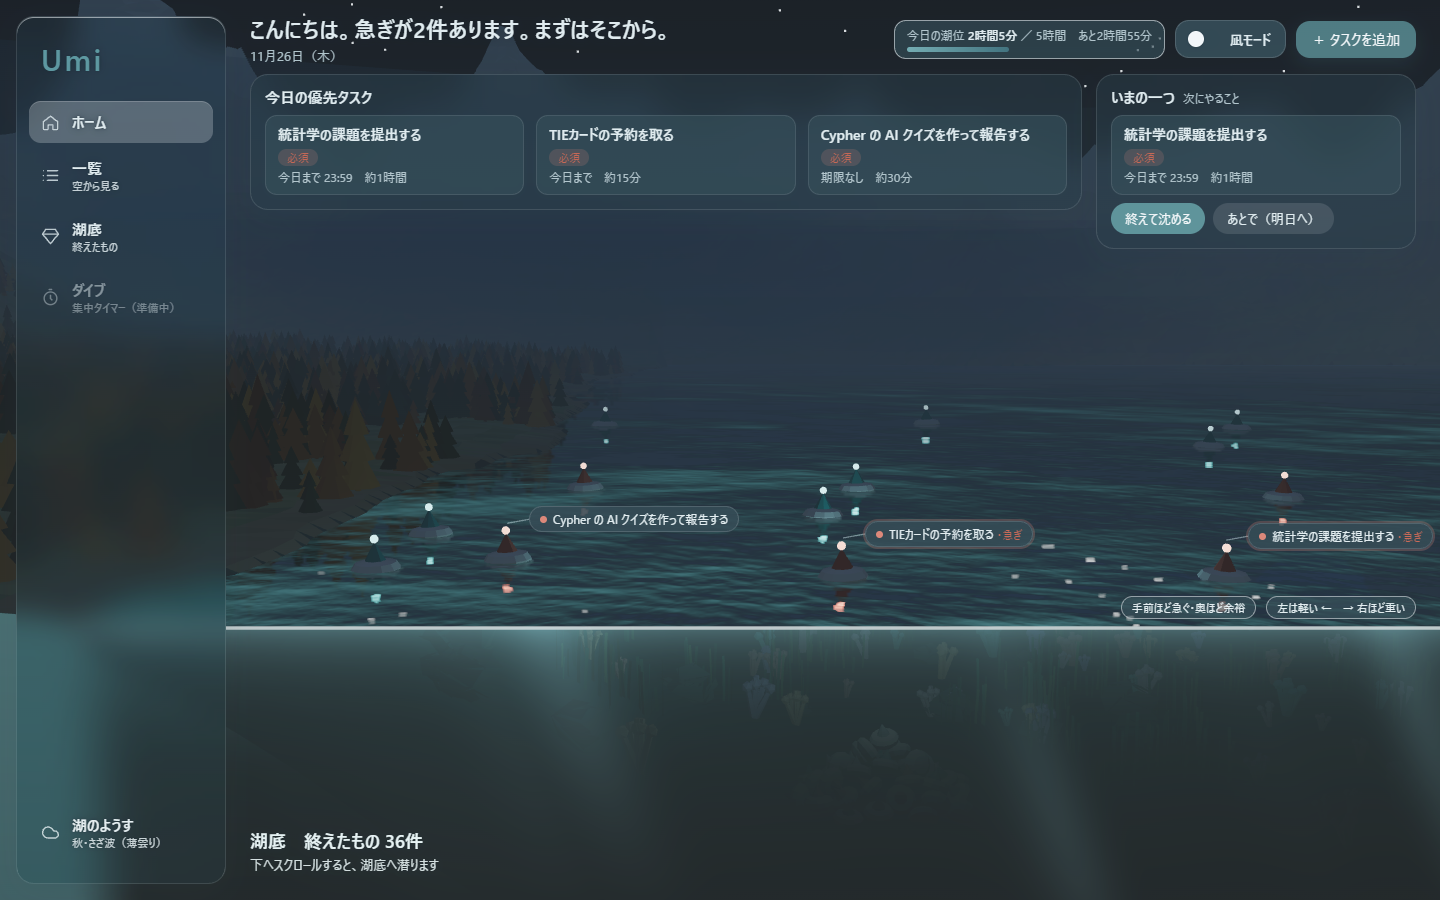 Umi
ホーム
一覧
空から見る
湖底
終えたもの
ダイブ
集中タイマー（準備中）
湖のようす
秋・さざ波（薄曇り）
こんにちは。急ぎが2件あります。まずはそこから。
11月26日（木）
今日の潮位 2時間5分 ／ 5時間 あと2時間55分
凪モード
＋ タスクを追加
今日の優先タスク
統計学の課題を提出する
必須
今日まで 23:59 約1時間
TIEカードの予約を取る
必須
今日まで 約15分
Cypher の AI クイズを作って報告する
必須
期限なし 約30分
いまの一つ 次にやること
統計学の課題を提出する
必須
今日まで 23:59 約1時間
終えて沈める
あとで（明日へ）
Cypher の AI クイズを作って報告する
TIEカードの予約を取る · 急ぎ
統計学の課題を提出する · 急ぎ
手前ほど急ぐ・奥ほど余裕
左は軽い ← → 右ほど重い
湖底 終えたもの 36件
下へスクロールすると、湖底へ潜ります